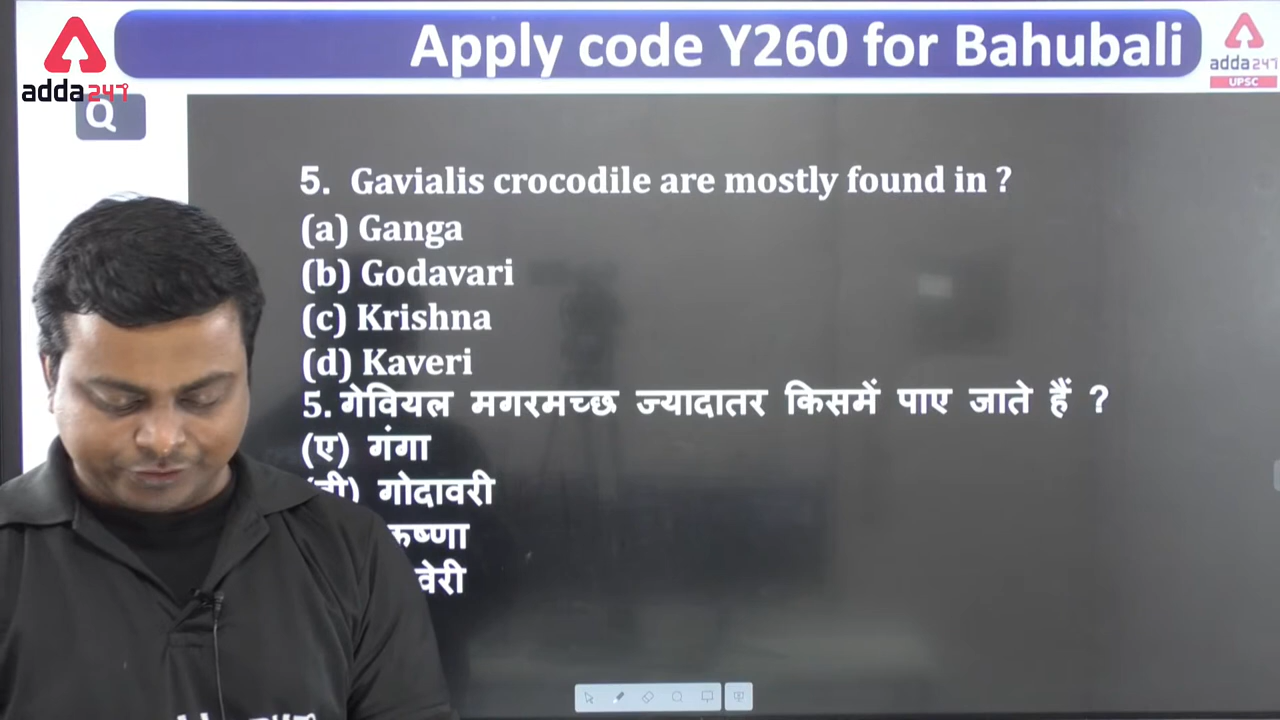 Apply code Y260 for Bahubali
adda247
adda247
UPSC
Q
5. Gavialis crocodile are mostly found in ?
(a) Ganga
(b) Godavari
(c) Krishna
(d) Kaveri
5. गेवियल मगरमच्छ ज्यादातर किसमें पाए जाते हैं ?
(ए) गंगा
गोदावरी